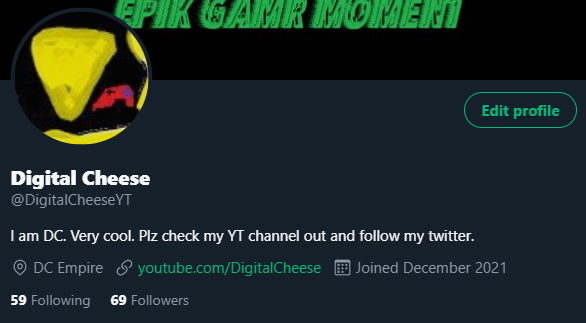 EPIK GAMR MOMENT
Edit profile
Digital Cheese
@DigitalCheeseYT
I am DC. Very cool. Plz check my YT channel out and follow my twitter.
DC Empire youtube.com/DigitalCheese Joined December 2021
59 Following 69 Followers